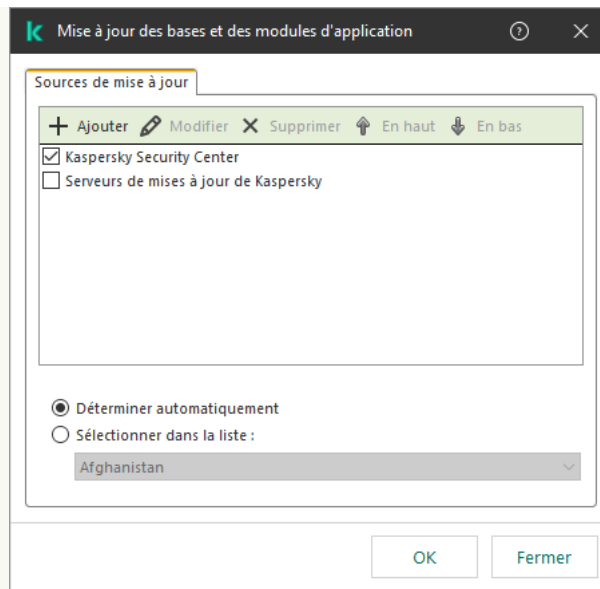 Mise à jour des bases et des modules d'application
Sources de mise à jour
Ajouter Modifier Supprimer En haut En bas
Kaspersky Security Center
Serveurs de mises à jour de Kaspersky
Déterminer automatiquement
Sélectionner dans la liste :
Afghanistan
OK Fermer